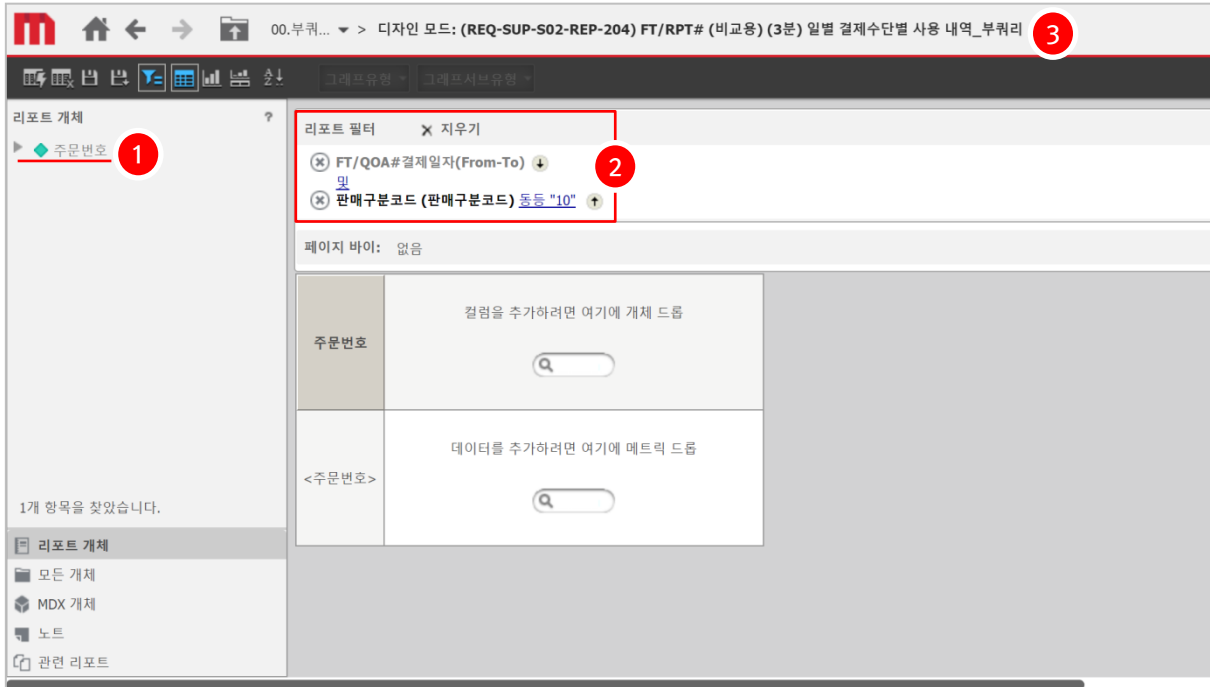 00.부쿼... > 디자인 모드: (REQ-SUP-S02-REP-204) FT/RPT# (비교용) (3분) 일별 결제수단별 사용 내역_부쿼리
3
그래프유형
그래프서브유형
리포트 개체 ?
주문번호
1
리포트 필터 지우기
FT/QOA#결제일자(From-To)
및
판매구분코드 (판매구분코드) 동등 "10"
2
페이지 바이: 없음
주문번호
컬럼을 추가하려면 여기에 개체 드롭
<주문번호>
데이터를 추가하려면 여기에 메트릭 드롭
1개 항목을 찾았습니다.
리포트 개체
모든 개체
MDX 개체
노트
관련 리포트